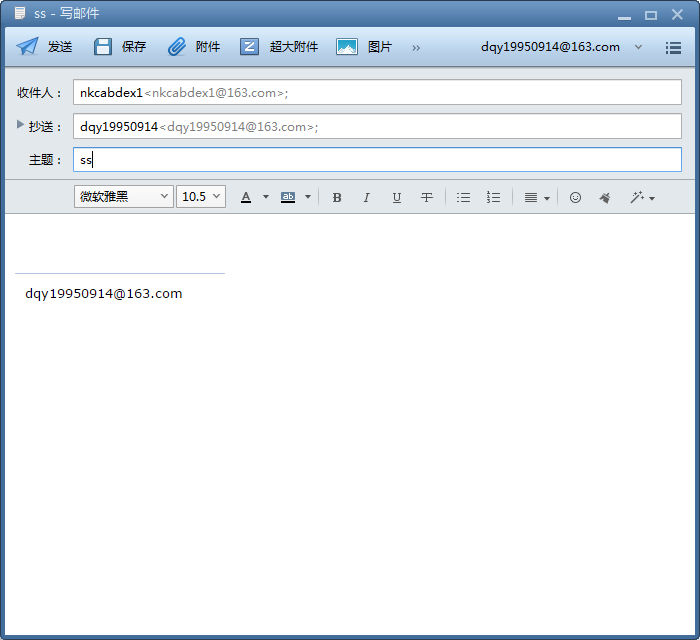 ss - 写邮件
发送 保存 附件 超大附件 图片 » dqy19950914@163.com
收件人： nkcabdex1<nkcabdex1@163.com>;
抄送： dqy19950914<dqy19950914@163.com>;
主题： ss
微软雅黑 10.5 A ab B I U T
dqy19950914@163.com